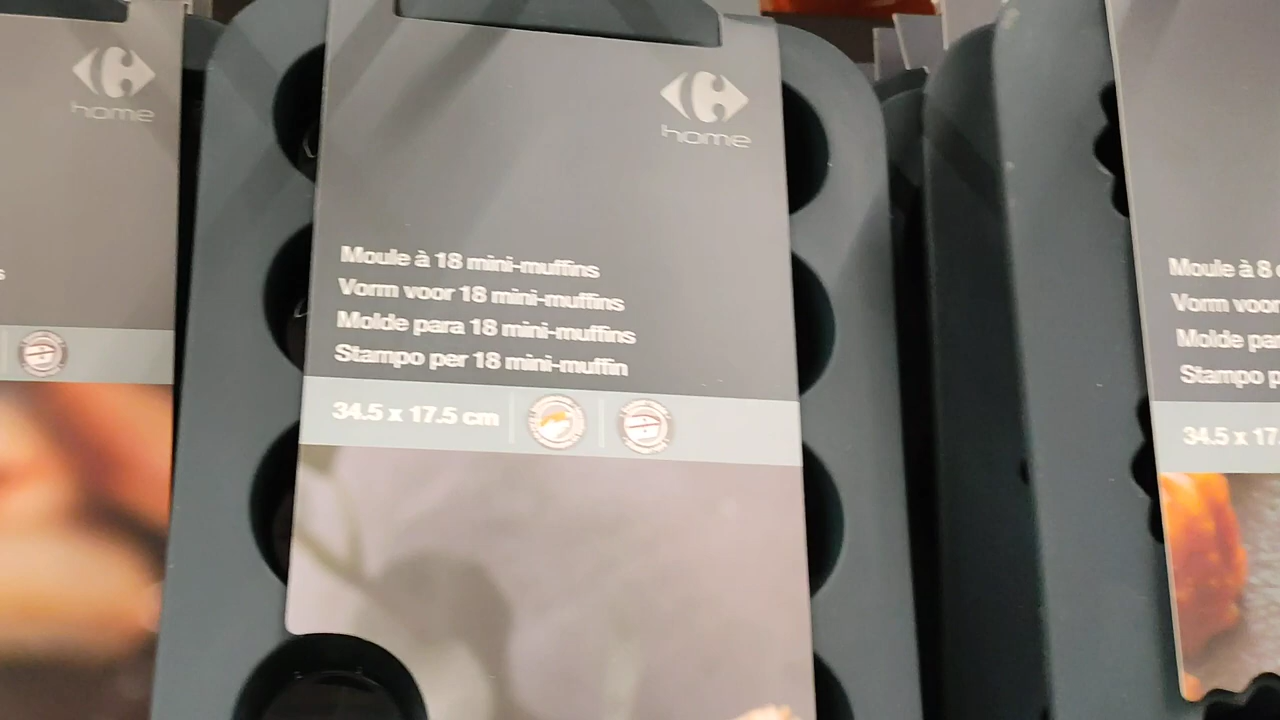 home
s
home
Moule à 18 mini-muffins
Vorm voor 18 mini-muffins
Molde para 18 mini-muffins
Stampo per 18 mini-muffin
34.5 x 17.5 cm
Moule à 8
Vorm voor
Molde par
Stampo p
34.5 x 17